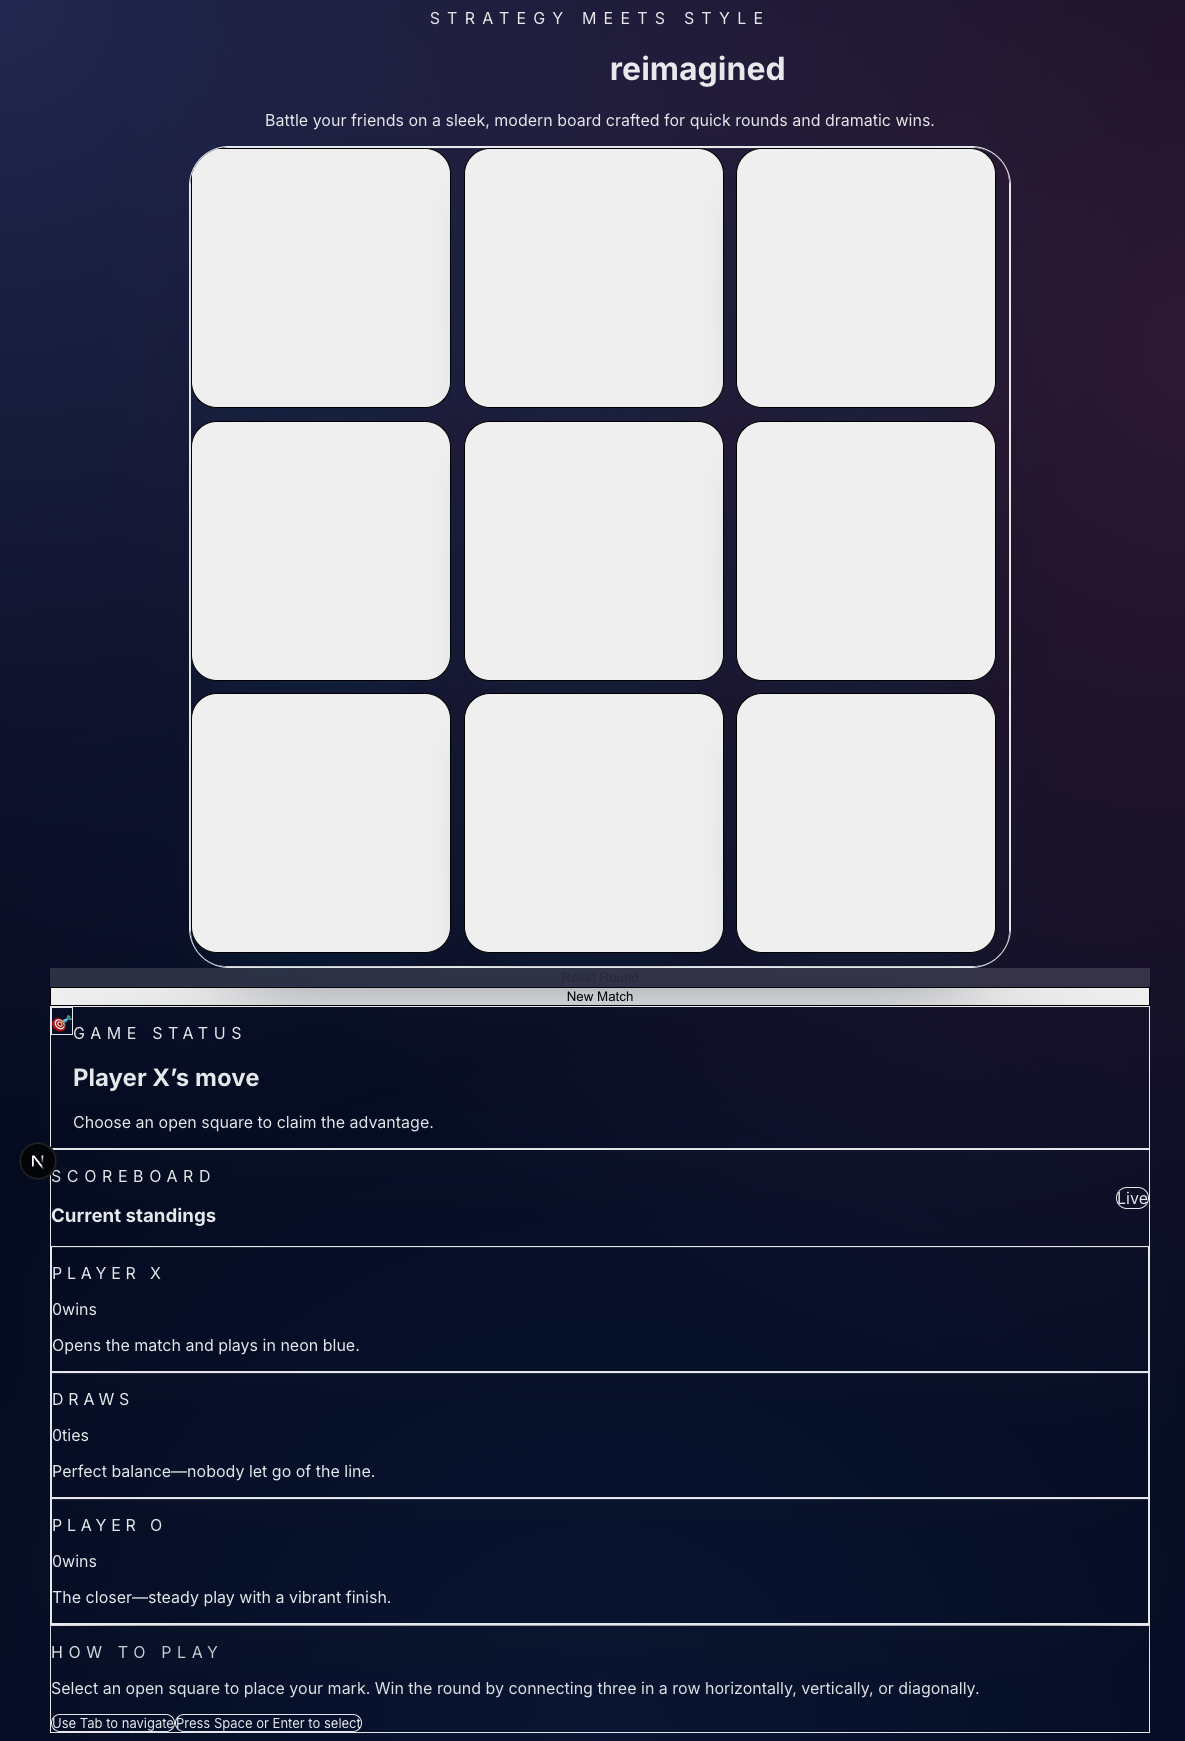 STRATEGY MEETS STYLE
reimagined
Battle your friends on a sleek, modern board crafted for quick rounds and dramatic wins.
Reset Round
New Match
GAME STATUS
Player X’s move
Choose an open square to claim the advantage.
N
SCOREBOARD
Live
Current standings
PLAYER X
0wins
Opens the match and plays in neon blue.
DRAWS
0ties
Perfect balance—nobody let go of the line.
PLAYER O
0wins
The closer—steady play with a vibrant finish.
HOW TO PLAY
Select an open square to place your mark. Win the round by connecting three in a row horizontally, vertically, or diagonally.
Use Tab to navigate Press Space or Enter to select